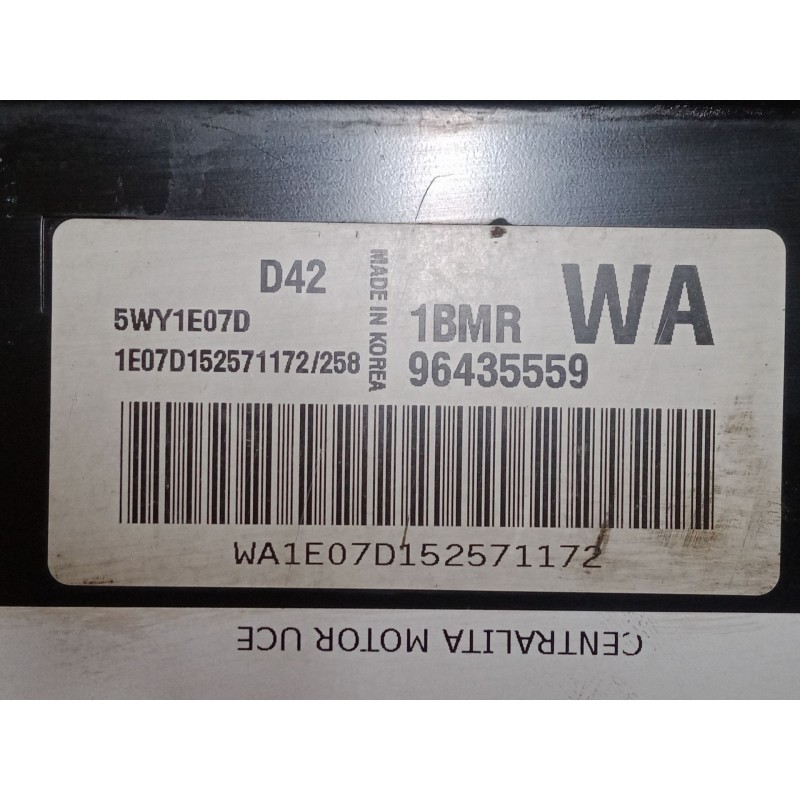 D42
MADE IN KOREA
1BMR
WA
5WY1E07D
1E07D152571172/258
96435559
WA1E07D152571172
CENTRALITA MOTOR UCE